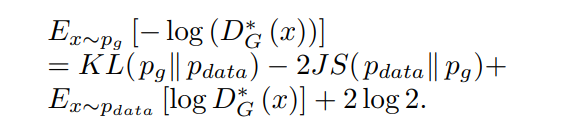 E_{x∼p_g} [− log (D^*_G (x))]
= KL(p_g‖ p_{data}) − 2JS(p_{data}‖ p_g)+
E_{x∼p_{data}} [log D^*_G (x)] + 2 log 2.